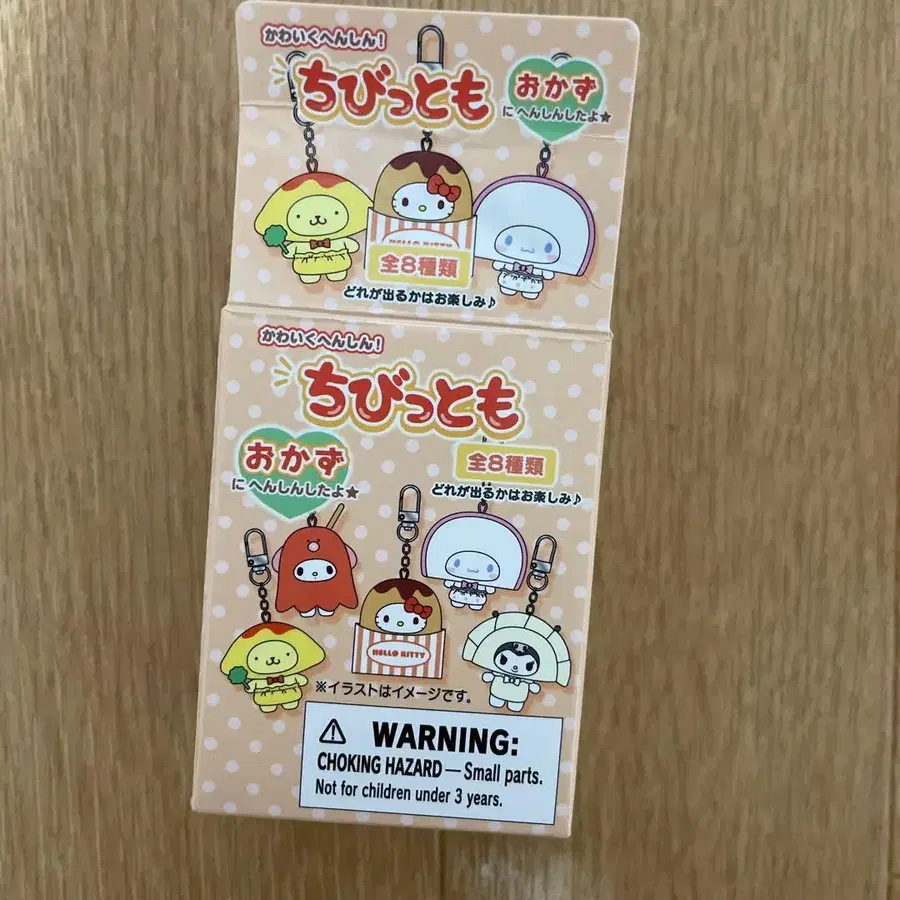 かわいくへんしん!
ちびっとも
おかず
にへんしんしたよ★
HELLO KITTY
全8種類
どれが出るかはお楽しみ♪
かわいくへんしん!
ちびっとも
おかず
にへんしんしたよ★
全8種類
どれが出るかはお楽しみ♪
HELLO KITTY
※イラストはイメージです。
⚠ WARNING:
CHOKING HAZARD — Small parts.
Not for children under 3 years.